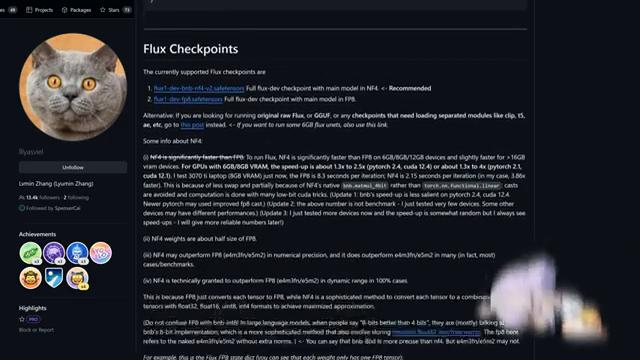 es 49 Projects Packages Stars 73
Flux Checkpoints
The currently supported Flux checkpoints are
1. flux1-dev-bnb-nf4-v2.safetensors Full flux-dev checkpoint with main model in NF4. <- Recommended
2. flux1-dev-fp8.safetensors Full flux-dev checkpoint with main model in FP8.
Alternative: If you are looking for running original raw Flux, or GGUF, or any checkpoints that need loading separated modules like clip, t5,
ae, etc, go to this post instead. <- If you want to run some 6GB flux unets, also use this link.
Some info about NF4:
(i) NF4 is significantly faster than FP8: To run Flux, NF4 is significantly faster than FP8 on 6GB/8GB/12GB devices and slightly faster for >16GB
vram devices. For GPUs with 6GB/8GB VRAM, the speed-up is about 1.3x to 2.5x (pytorch 2.4, cuda 12.4) or about 1.3x to 4x (pytorch 2.1,
cuda 12.1). I test 3070 ti laptop (8GB VRAM) just now, the FP8 is 8.3 seconds per iteration; NF4 is 2.15 seconds per iteration (in my case, 3.86x
faster). This is because of less swap and partially because of NF4's native bnb.matmul_4bit rather than torch.nn.functional.linear: casts
are avoided and computation is done with many low-bit cuda tricks. (Update 1: bnb's speed-up is less salient on pytorch 2.4, cuda 12.4.
Newer pytorch may used improved fp8 cast.) (Update 2: the above number is not benchmark - I just tested very few devices. Some other
devices may have different performances.) (Update 3: I just tested more devices now and the speed-up is somewhat random but I always see
speed-ups - I will give more reliable numbers later!)
(ii) NF4 weights are about half size of FP8.
(iii) NF4 may outperform FP8 (e4m3fn/e5m2) in numerical precision, and it does outperform e4m3fn/e5m2 in many (in fact, most)
cases/benchmarks.
(iv) NF4 is technically granted to outperform FP8 (e4m3fn/e5m2) in dynamic range in 100% cases.
This is because FP8 just converts each tensor to FP8, while NF4 is a sophisticated method to convert each tensor to a combination
tensors with float32, float16, uint8, int4 formats to achieve maximized approximation.
(Do not confuse FP8 with bnb-int8! In large language models, when people say "8 bits better than 4 bits", they are (mostly) talking
bnb's 8-bit implementation, which is a more sophisticated method that also involve storing
refers to the naked e4m3fn/e5m2 without extra norms. ) <- You can say that bnb-8bit is more precise than nf4. But e4m3fn/e5m2 may not.
For example, this is the Flux FP8 state dict (you can see that each weight only has one FP8 tensor):
lllyasviel
Unfollow
Lvmin Zhang (Lyumin Zhang)
13.4k followers · 2 following
Followed by SpenserCai
Achievements
Highlights
PRO
Block or Report